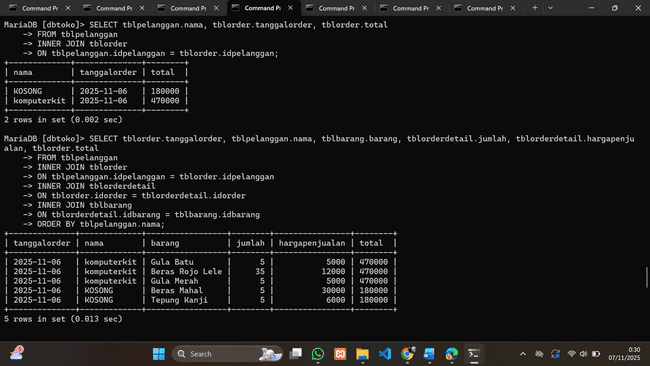 Command Pr Command Pr Command Pr Command Pr Command Pr Command Pr Command Pr
MariaDB [dbtoko]> SELECT tblpelanggan.nama, tblorder.tanggalorder, tblorder.total
    -> FROM tblpelanggan
    -> INNER JOIN tblorder
    -> ON tblpelanggan.idpelanggan = tblorder.idpelanggan;
+-------------+--------------+--------+
| nama        | tanggalorder | total  |
+-------------+--------------+--------+
| KOSONG      | 2025-11-06   | 180000 |
| komputerkit | 2025-11-06   | 470000 |
+-------------+--------------+--------+
2 rows in set (0.002 sec)
MariaDB [dbtoko]> SELECT tblorder.tanggalorder, tblpelanggan.nama, tblbarang.barang, tblorderdetail.jumlah, tblorderdetail.hargapenju
alan, tblorder.total
    -> FROM tblpelanggan
    -> INNER JOIN tblorder
    -> ON tblpelanggan.idpelanggan = tblorder.idpelanggan
    -> INNER JOIN tblorderdetail
    -> ON tblorder.idorder = tblorderdetail.idorder
    -> INNER JOIN tblbarang
    -> ON tblorderdetail.idbarang = tblbarang.idbarang
    -> ORDER BY tblpelanggan.nama;
+--------------+-------------+-----------------+--------+----------------+--------+
| tanggalorder | nama        | barang          | jumlah | hargapenjualan | total  |
+--------------+-------------+-----------------+--------+----------------+--------+
| 2025-11-06   | komputerkit | Gula Batu       |      5 |           5000 | 470000 |
| 2025-11-06   | komputerkit | Beras Rojo Lele |     35 |          12000 | 470000 |
| 2025-11-06   | komputerkit | Gula Merah      |      5 |           5000 | 470000 |
| 2025-11-06   | KOSONG      | Beras Mahal     |      5 |          30000 | 180000 |
| 2025-11-06   | KOSONG      | Tepung Kanji    |      5 |           6000 | 180000 |
+--------------+-------------+-----------------+--------+----------------+--------+
5 rows in set (0.013 sec)
Search
0:30
07/11/2025